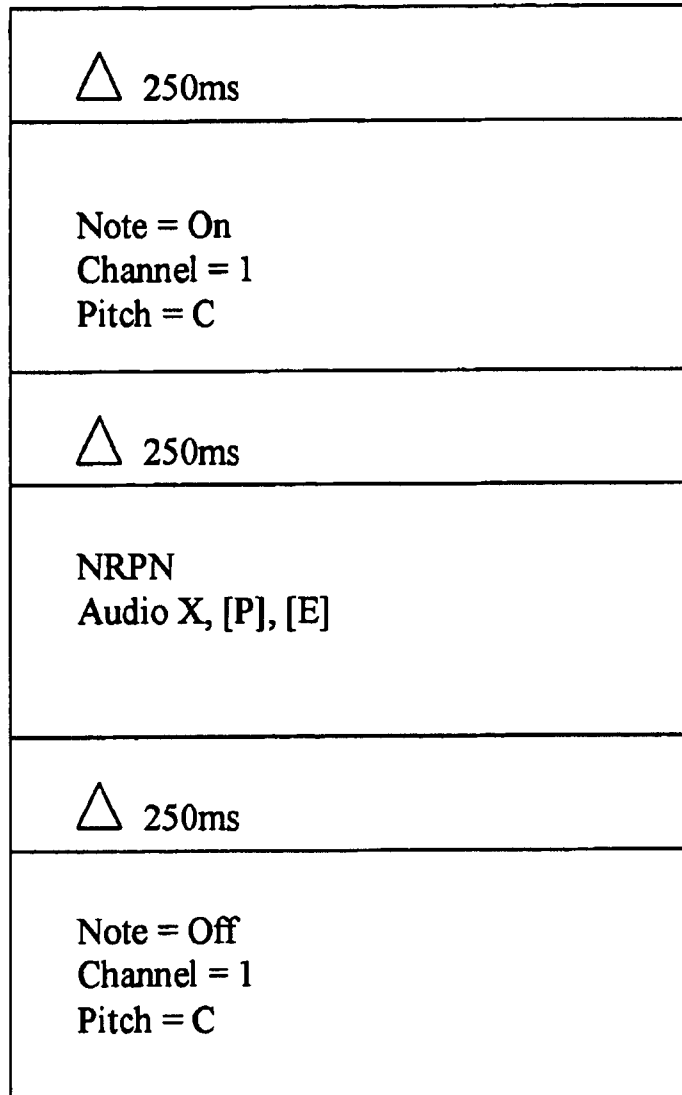 △ 250ms
Note = On
Channel = 1
Pitch = C
△ 250ms
NRPN
Audio X, [P], [E]
△ 250ms
Note = Off
Channel = 1
Pitch = C